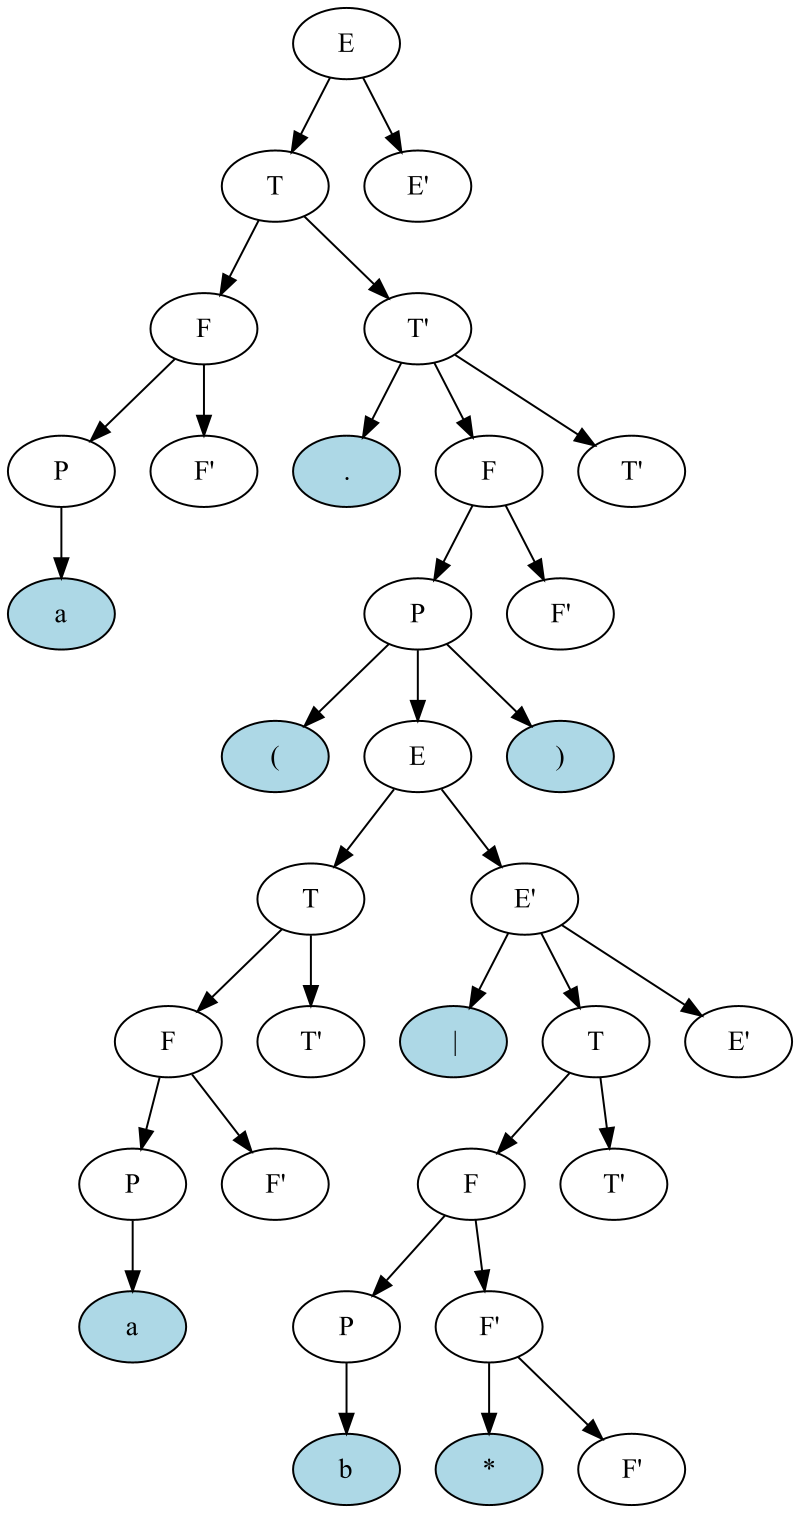 E
T E'
F T'
P F' . F T'
a P F'
( E )
T E'
F T' | T E'
P F' F T'
a P F'
b * F'